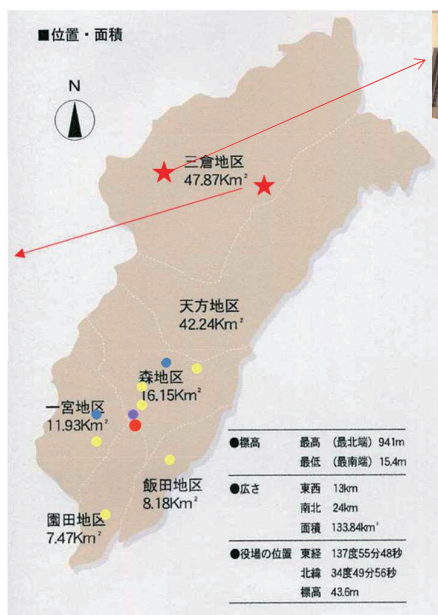 ■位置・面積
N
三倉地区
47.87Km²
天方地区
42.24Km²
森地区
16.15Km²
一宮地区
11.93Km²
飯田地区
8.18Km²
園田地区
7.47Km²
●標高 最高 (最北端) 941m
最低 (最南端) 15.4m
●広さ 東西 13km
南北 24km
面積 133.84Km²
●役場の位置 東経 137度55分48秒
北緯 34度49分56秒
標高 43.6m